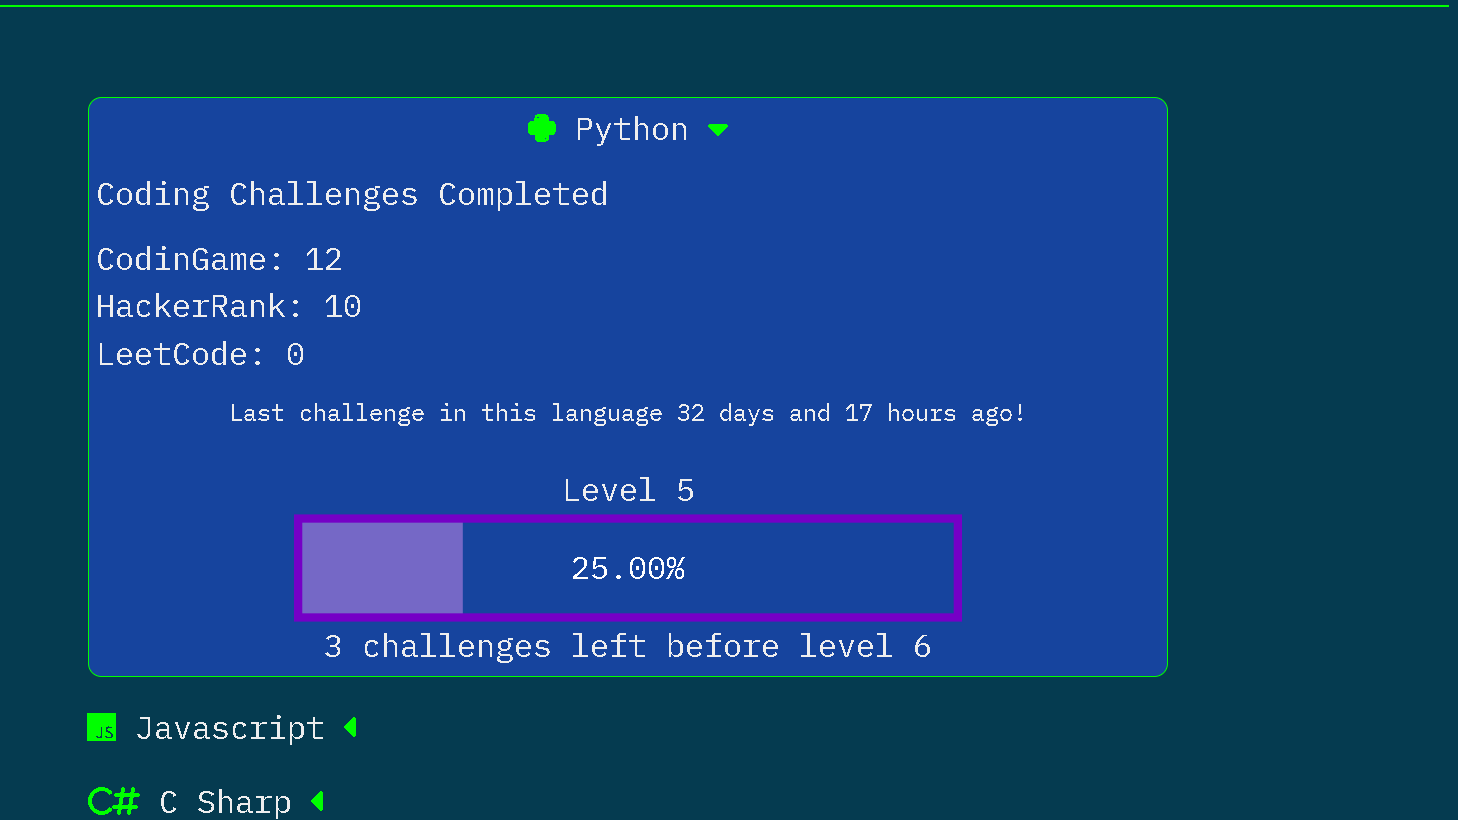 Python
Coding Challenges Completed
CodinGame: 12
HackerRank: 10
LeetCode: 0
Last challenge in this language 32 days and 17 hours ago!
Level 5
25.00%
3 challenges left before level 6
JS Javascript
C# C Sharp